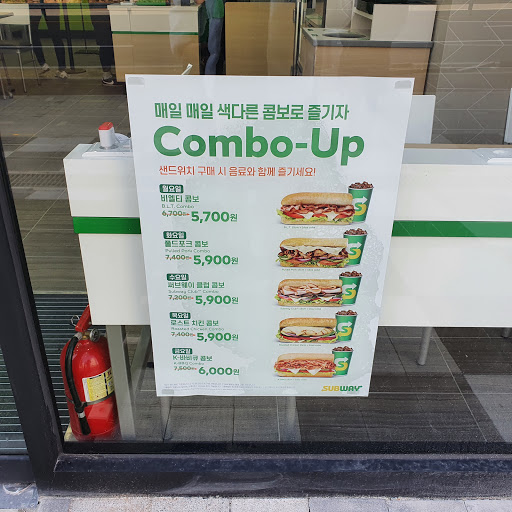 매일 매일 색다른 콤보로 즐기자
Combo-Up
샌드위치 구매 시 음료와 함께 즐기세요!
월요일
비엘티 콤보
B.L.T. Combo
6,700원 5,700원
화요일
풀드포크 콤보
Pulled Pork Combo
7,400원 5,900원
수요일
써브웨이 클럽 콤보
Subway Club™ Combo
7,200원 5,900원
목요일
로스트 치킨 콤보
Roasted Chicken Combo
7,400원 5,900원
금요일
K-바비큐 콤보
K-BBQ Combo
7,500원 6,000원
SUBWAY